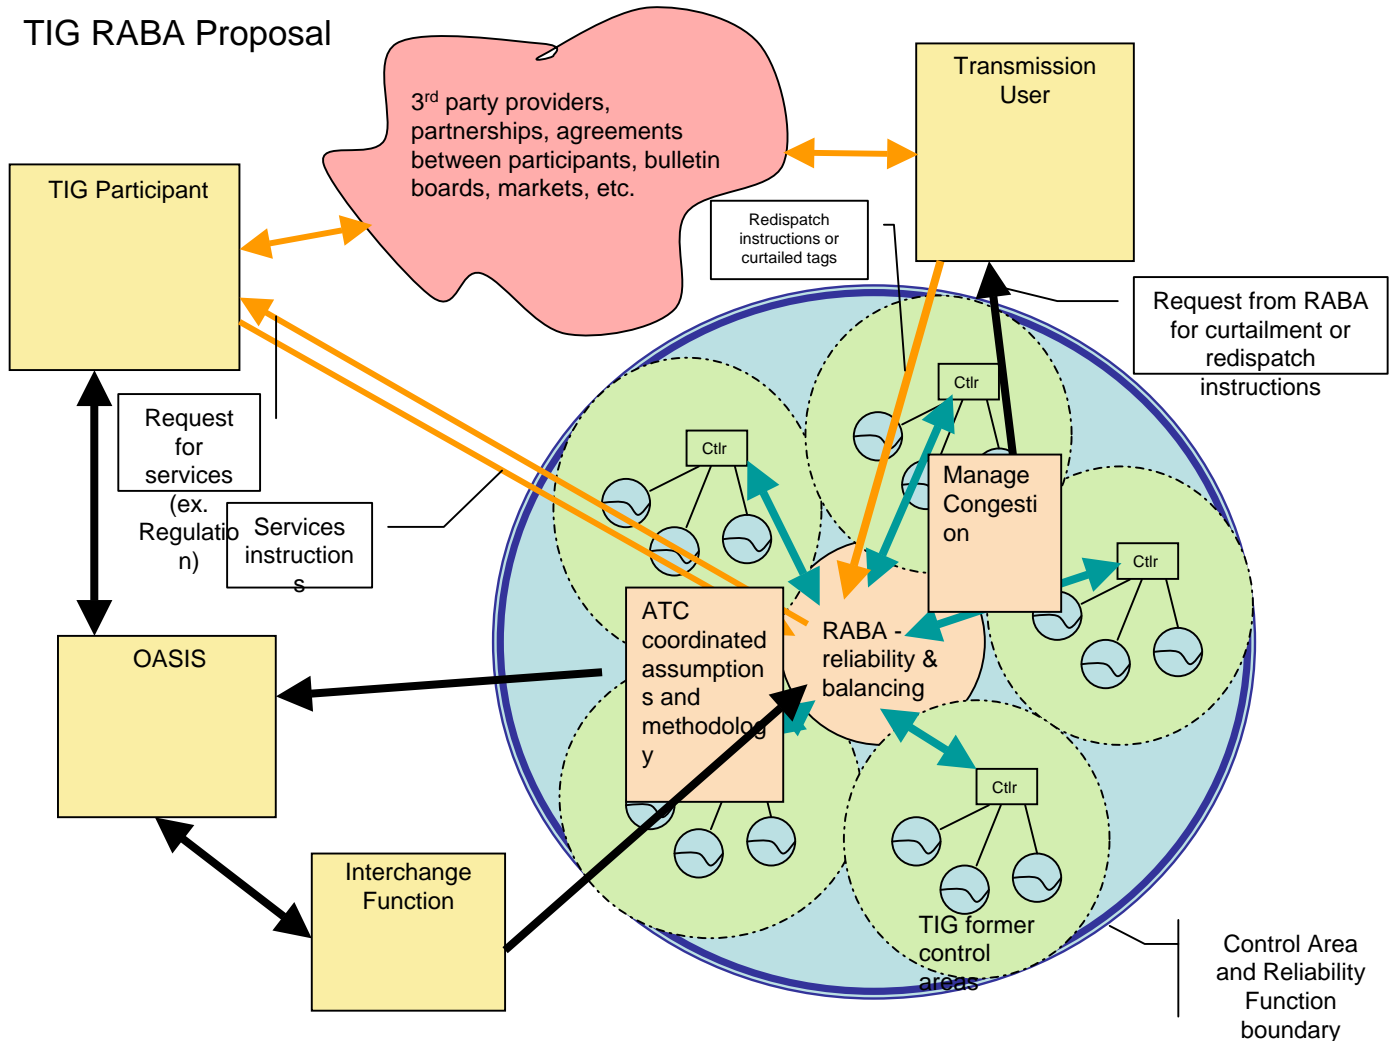 TIG RABA Proposal
3rd party providers,
partnerships, agreements
between participants, bulletin
boards, markets, etc.
Transmission
User
TIG Participant
Redispatch
instructions or
curtailed tags
Request from RABA
for curtailment or
redispatch
instructions
Ctlr
Request
for
services
(ex.
Regulatio
n)
Ctlr
Manage
Congesti
on
Services
instruction
s
Ctlr
ATC
coordinated
assumption
s and
methodolog
y
RABA -
reliability &
balancing
OASIS
Ctlr
Interchange
Function
TIG former
control
areas
Control Area
and Reliability
Function
boundary